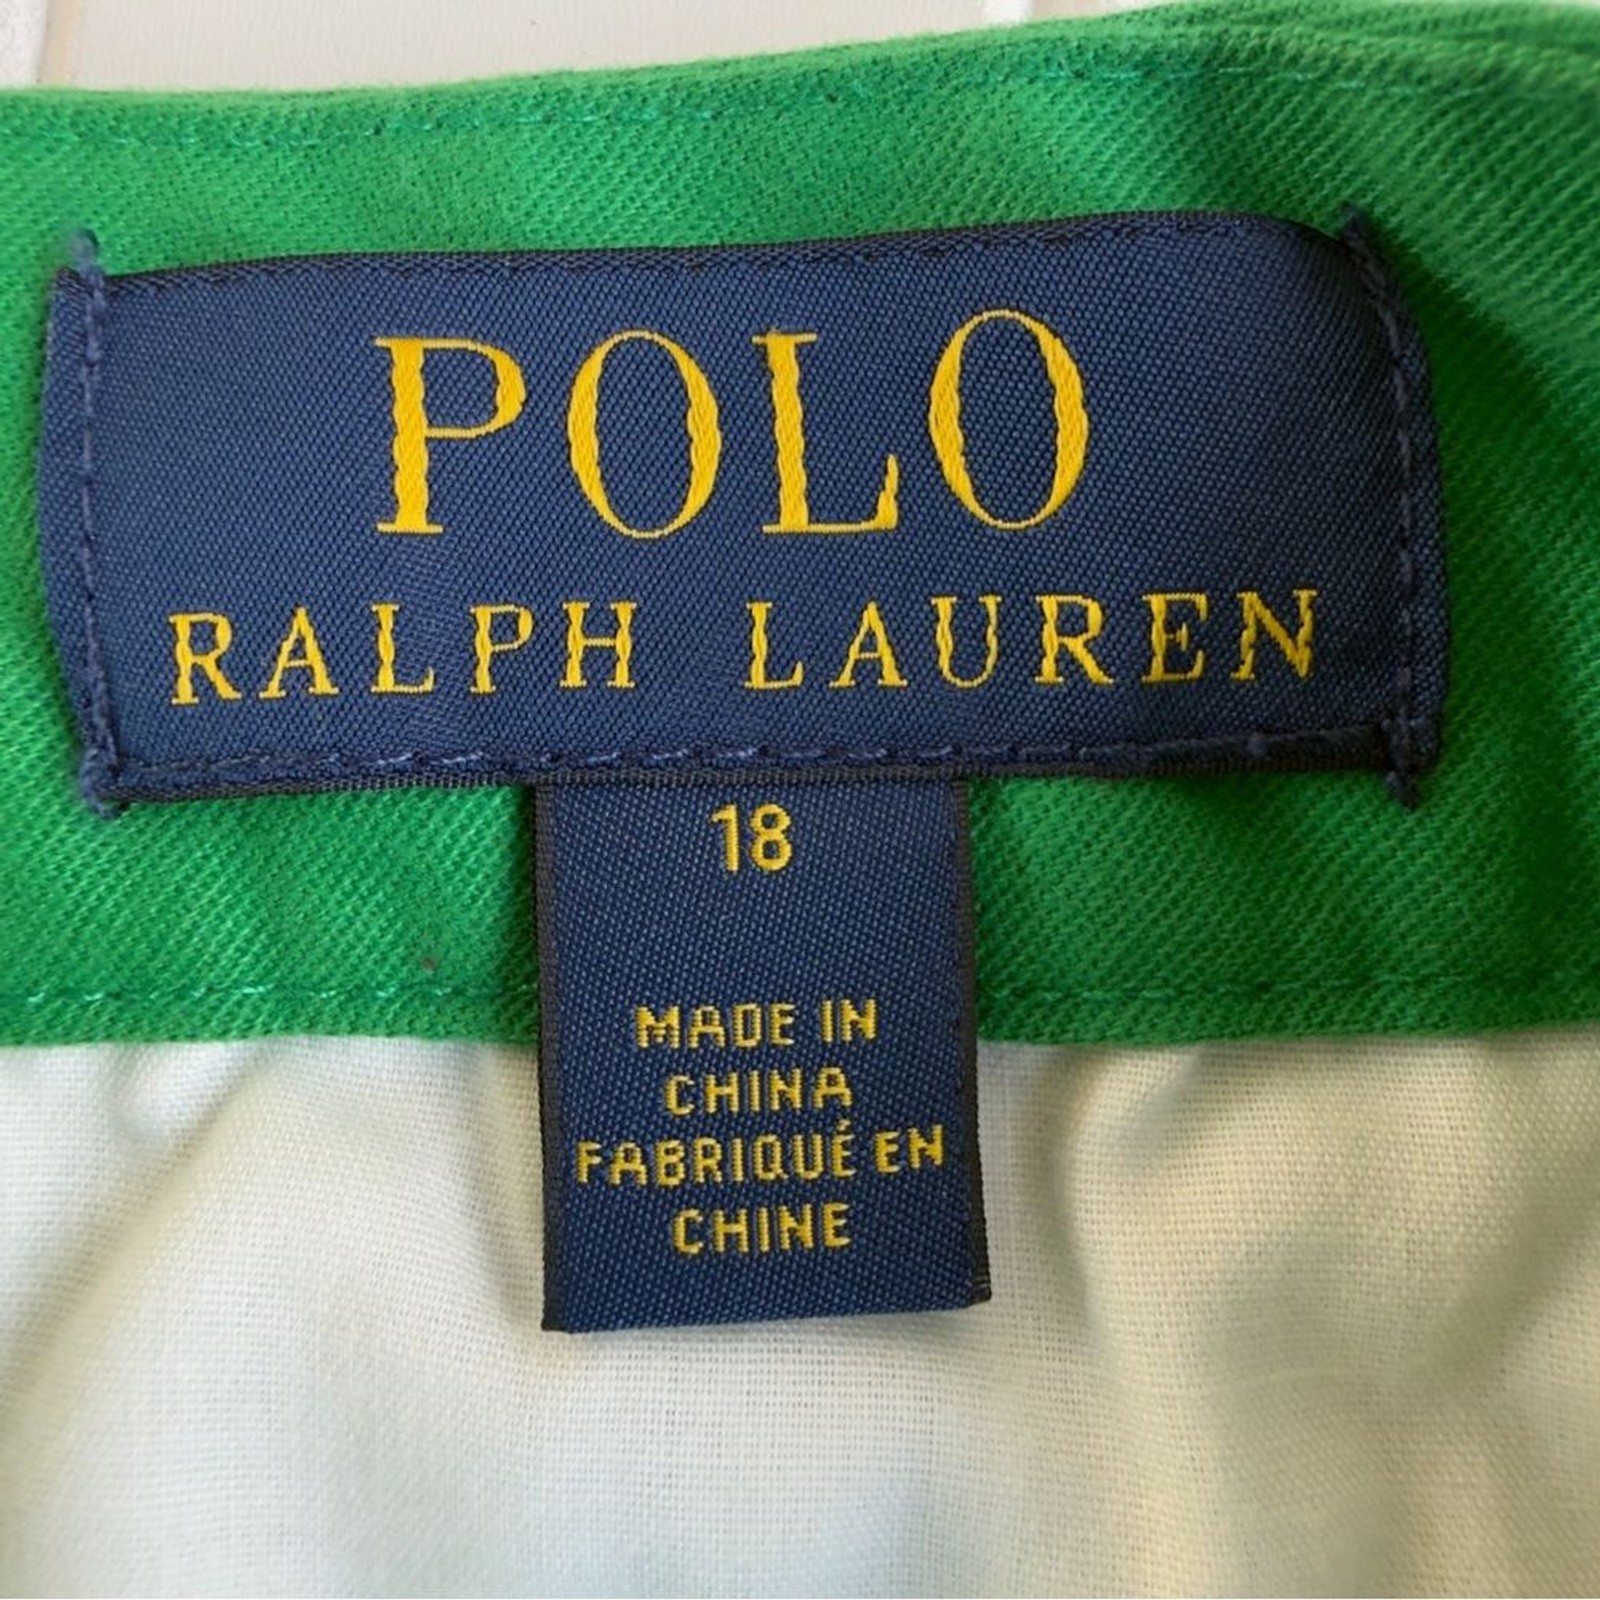 POLO
RALPH LAUREN
18
MADE IN
CHINA
FABRIQUÉ EN
CHINE